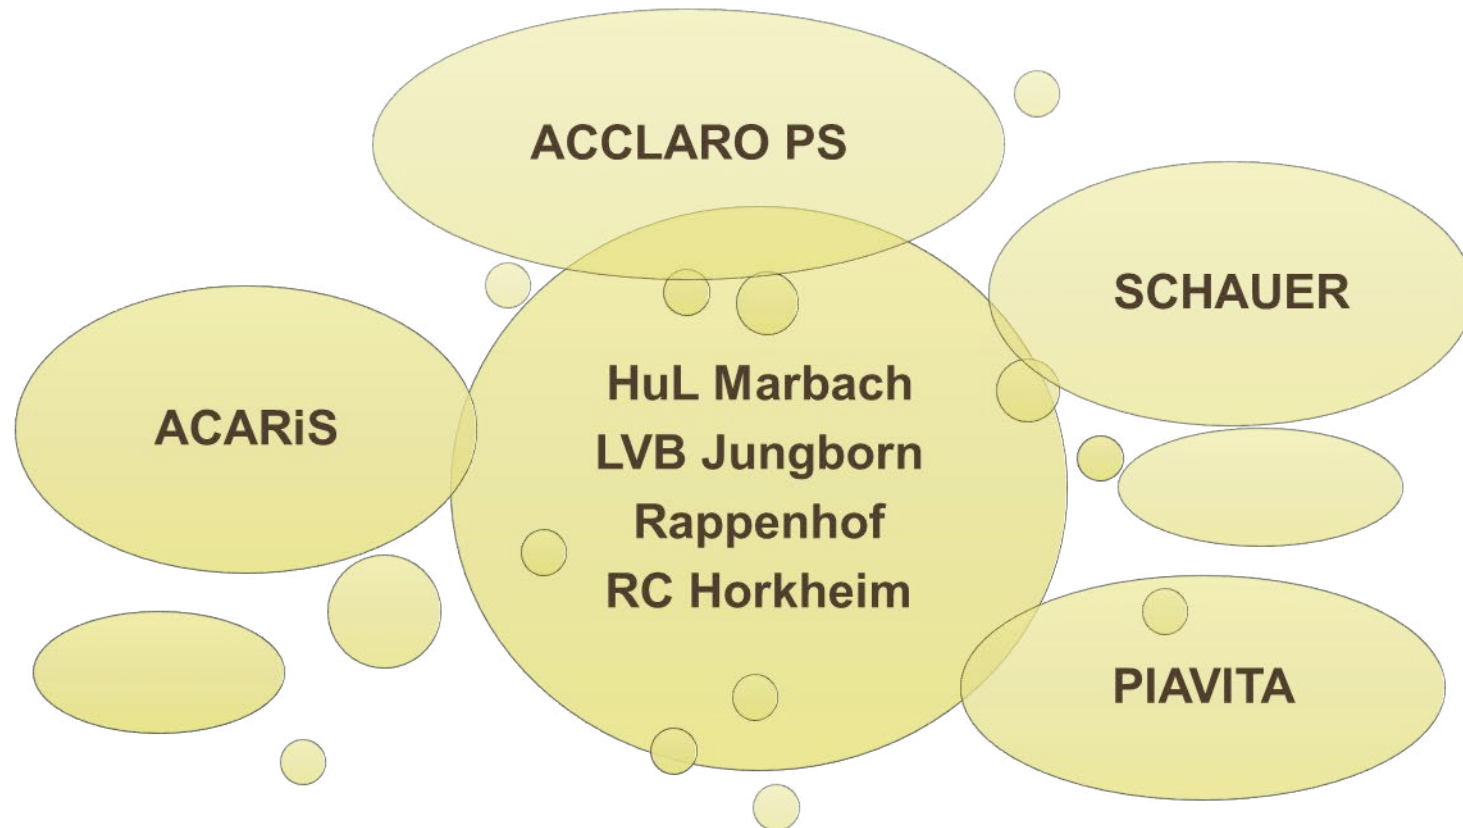 ACCLARO PS
SCHAUER
ACARiS
HuL Marbach
LVB Jungborn
Rappenhof
RC Horkheim
PIAVITA